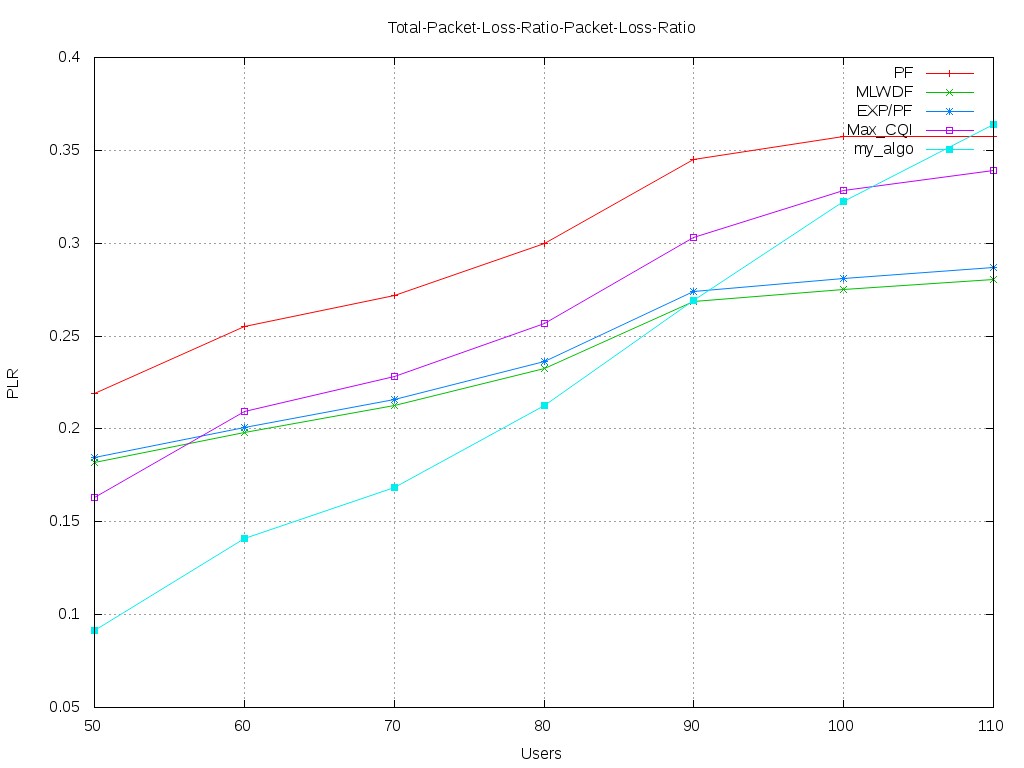 Total-Packet-Loss-Ratio-Packet-Loss-Ratio
0.4
PF
MLWDF
EXP/PF
Max_CQI
my_algo
0.35
0.3
0.25
PLR
0.2
0.15
0.1
0.05
50 60 70 80 90 100 110
Users